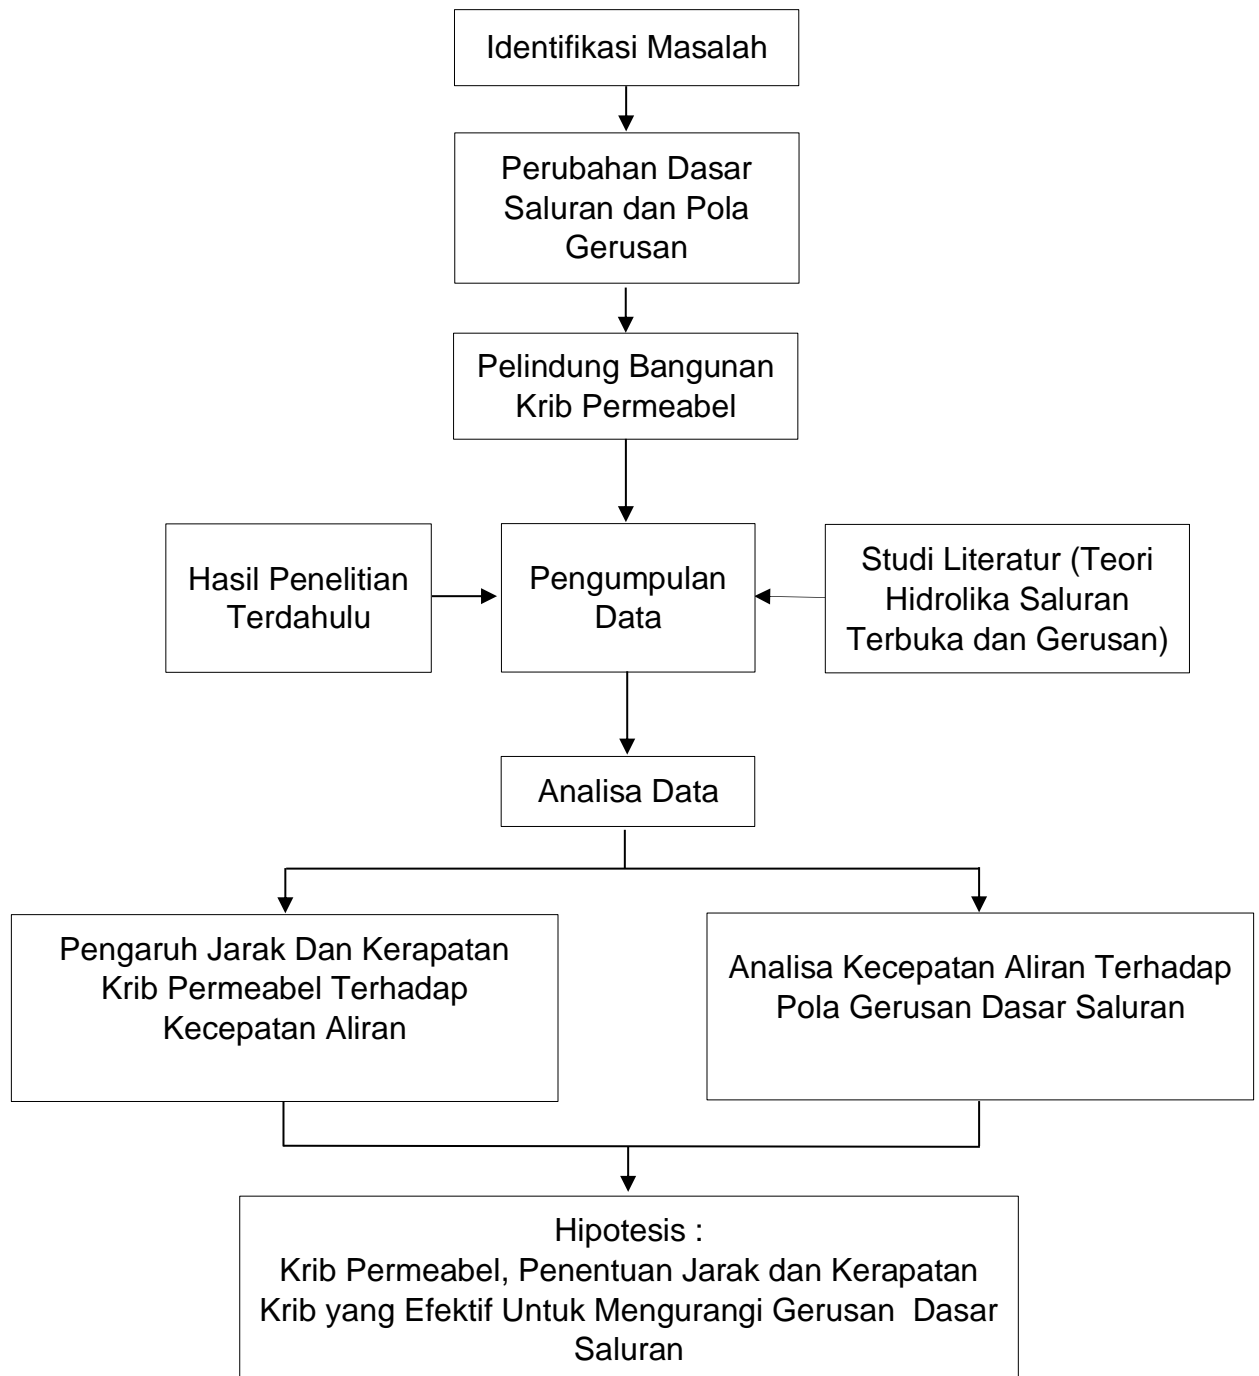 Identifikasi Masalah
Perubahan Dasar
Saluran dan Pola
Gerusan
Pelindung Bangunan
Krib Permeabel
Hasil Penelitian
Terdahulu
Pengumpulan
Data
Studi Literatur (Teori
Hidrolika Saluran
Terbuka dan Gerusan)
Analisa Data
Pengaruh Jarak Dan Kerapatan
Krib Permeabel Terhadap
Kecepatan Aliran
Analisa Kecepatan Aliran Terhadap
Pola Gerusan Dasar Saluran
Hipotesis :
Krib Permeabel, Penentuan Jarak dan Kerapatan
Krib yang Efektif Untuk Mengurangi Gerusan  Dasar
Saluran